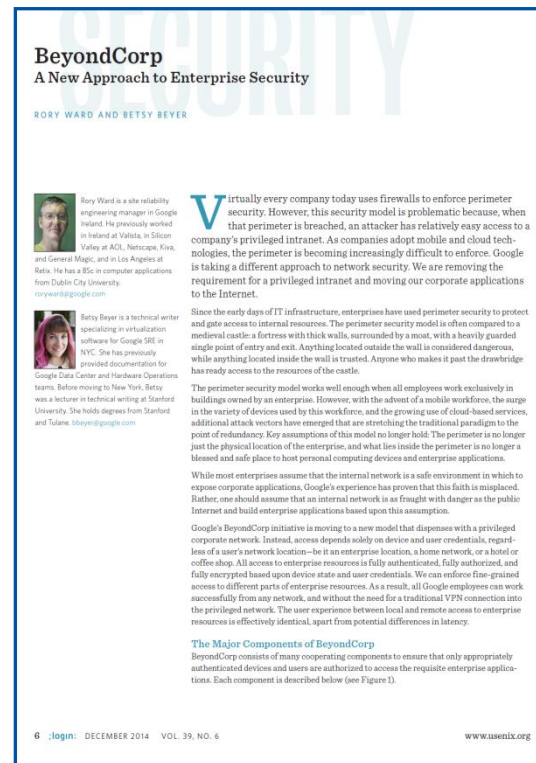 SECURITY
BeyondCorp
A New Approach to Enterprise Security
RORY WARD AND BETSY BEYER
Rory Ward is a site reliability
engineering manager in Google
Ireland. He previously worked
in Ireland at Valista, in Silicon
Valley at AOL, Netscape, Kiva,
and General Magic, and in Los Angeles at
Retix. He has a BSc in computer applications
from Dublin City University.
roryward@google.com
Betsy Beyer is a technical writer
specializing in virtualization
software for Google SRE in
NYC. She has previously
provided documentation for
Google Data Center and Hardware Operations
teams. Before moving to New York, Betsy
was a lecturer in technical writing at Stanford
University. She holds degrees from Stanford
and Tulane. bbeyer@google.com
Virtually every company today uses firewalls to enforce perimeter
security. However, this security model is problematic because, when
that perimeter is breached, an attacker has relatively easy access to a
company's privileged intranet. As companies adopt mobile and cloud tech-
nologies, the perimeter is becoming increasingly difficult to enforce. Google
is taking a different approach to network security. We are removing the
requirement for a privileged intranet and moving our corporate applications
to the Internet.
Since the early days of IT infrastructure, enterprises have used perimeter security to protect
and gate access to internal resources. The perimeter security model is often compared to a
medieval castle: a fortress with thick walls, surrounded by a moat, with a heavily guarded
single point of entry and exit. Anything located outside the wall is considered dangerous,
while anything located inside the wall is trusted. Anyone who makes it past the drawbridge
has ready access to the resources of the castle.
The perimeter security model works well enough when all employees work exclusively in
buildings owned by an enterprise. However, with the advent of a mobile workforce, the surge
in the variety of devices used by this workforce, and the growing use of cloud-based services,
additional attack vectors have emerged that are stretching the traditional paradigm to the
point of redundancy. Key assumptions of this model no longer hold: The perimeter is no longer
just the physical location of the enterprise, and what lies inside the perimeter is no longer a
blessed and safe place to host personal computing devices and enterprise applications.
While most enterprises assume that the internal network is a safe environment in which to
expose corporate applications, Google's experience has proven that this faith is misplaced.
Rather, one should assume that an internal network is as fraught with danger as the public
Internet and build enterprise applications based upon this assumption.
Google's BeyondCorp initiative is moving to a new model that dispenses with a privileged
corporate network. Instead, access depends solely on device and user credentials, regard-
less of a user's network location—be it an enterprise location, a home network, or a hotel or
coffee shop. All access to enterprise resources is fully authenticated, fully authorized, and
fully encrypted based upon device state and user credentials. We can enforce fine-grained
access to different parts of enterprise resources. As a result, all Google employees can work
successfully from any network, and without the need for a traditional VPN connection into
the privileged network. The user experience between local and remote access to enterprise
resources is effectively identical, apart from potential differences in latency.
The Major Components of BeyondCorp
BeyondCorp consists of many cooperating components to ensure that only appropriately
authenticated devices and users are authorized to access the requisite enterprise applica-
tions. Each component is described below (see Figure 1).
6 ;login: DECEMBER 2014 VOL. 39, NO. 6 www.usenix.org